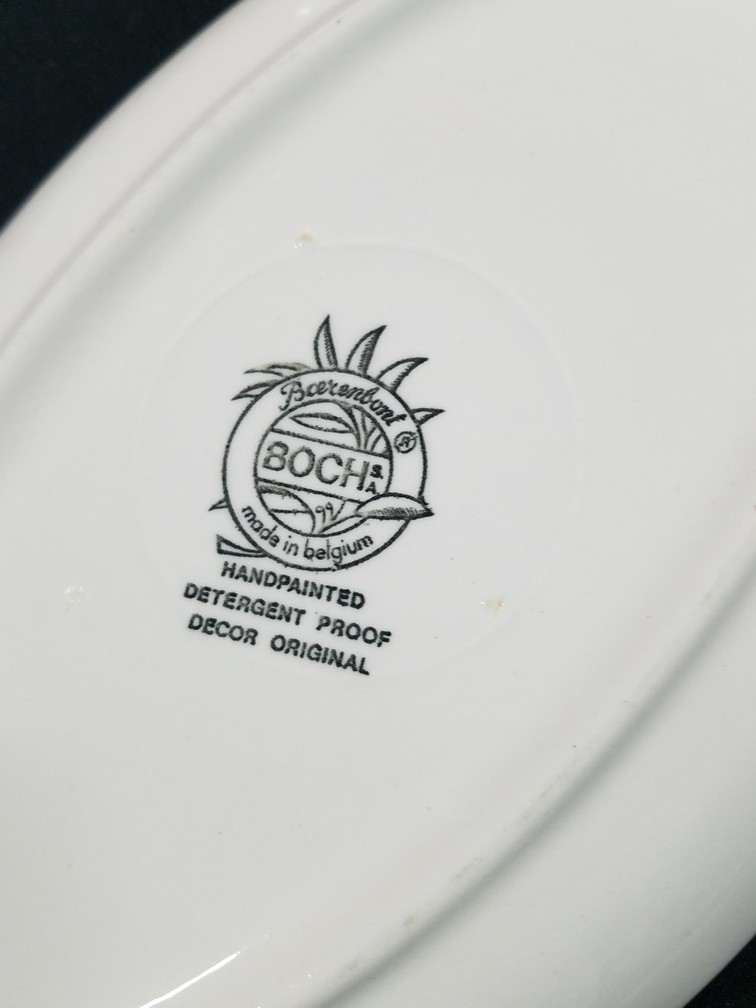 Boerenbont ®
BOCH S.A.
made in belgium
HANDPAINTED
DETERGENT PROOF
DECOR ORIGINAL